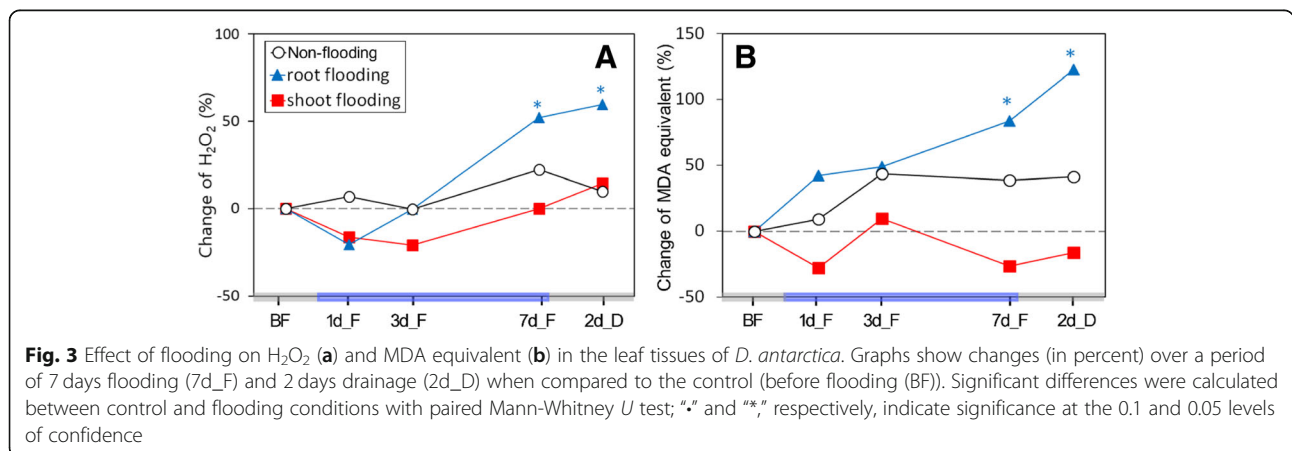 100
50
0
-50
Change of H₂O₂ (%)
Non-flooding
root flooding
shoot flooding
A
*
*
BF
1d_F
3d_F
7d_F
2d_D
150
100
50
0
-50
Change of MDA equivalent (%)
B
*
*
BF
1d_F
3d_F
7d_F
2d_D
Fig. 3 Effect of flooding on H₂O₂ (a) and MDA equivalent (b) in the leaf tissues of D. antarctica. Graphs show changes (in percent) over a period
of 7 days flooding (7d_F) and 2 days drainage (2d_D) when compared to the control (before flooding (BF)). Significant differences were calculated
between control and flooding conditions with paired Mann-Whitney U test; “•” and “*,” respectively, indicate significance at the 0.1 and 0.05 levels
of confidence